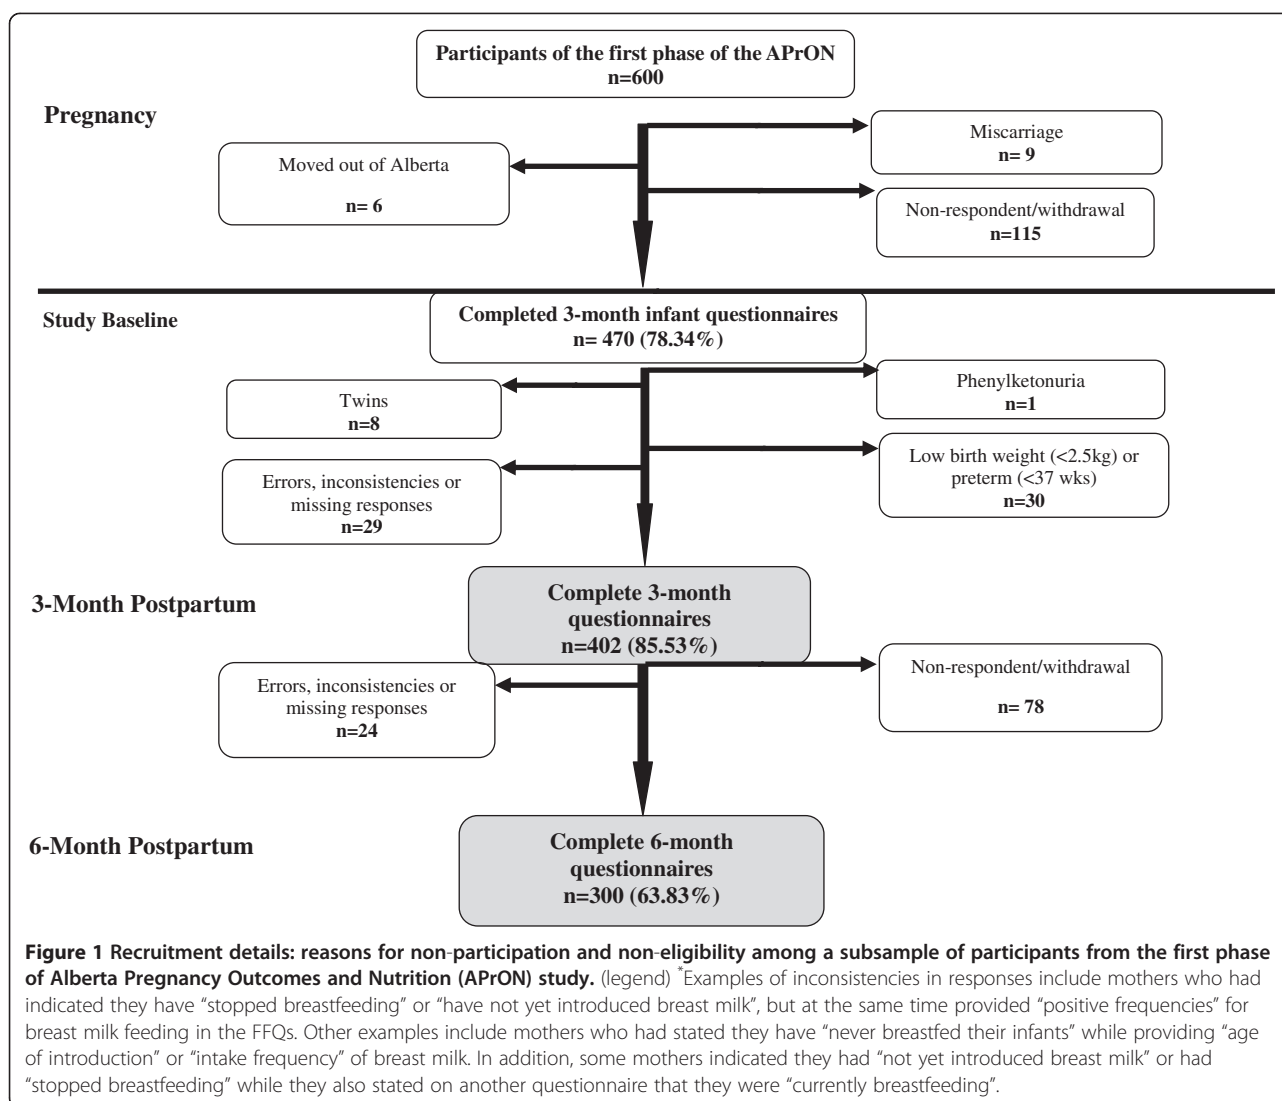 Participants of the first phase of the APrON
n=600
Pregnancy
Miscarriage
n= 9
Moved out of Alberta
n= 6
Non-respondent/withdrawal
n=115
Study Baseline
Completed 3-month infant questionnaires
n= 470 (78.34%)
Twins
n=8
Phenylketonuria
n=1
Errors, inconsistencies or
missing responses
n=29
Low birth weight (<2.5kg) or
preterm (<37 wks)
n=30
3-Month Postpartum
Complete 3-month
questionnaires
n=402 (85.53%)
Errors, inconsistencies or
missing responses
n=24
Non-respondent/withdrawal
n= 78
6-Month Postpartum
Complete 6-month
questionnaires
n=300 (63.83%)
Figure 1 Recruitment details: reasons for non-participation and non-eligibility among a subsample of participants from the first phase
of Alberta Pregnancy Outcomes and Nutrition (APrON) study. (legend) *Examples of inconsistencies in responses include mothers who had
indicated they have “stopped breastfeeding” or “have not yet introduced breast milk”, but at the same time provided “positive frequencies” for
breast milk feeding in the FFQs. Other examples include mothers who had stated they have “never breastfed their infants” while providing “age
of introduction” or “intake frequency” of breast milk. In addition, some mothers indicated they had “not yet introduced breast milk” or had
“stopped breastfeeding” while they also stated on another questionnaire that they were “currently breastfeeding”.